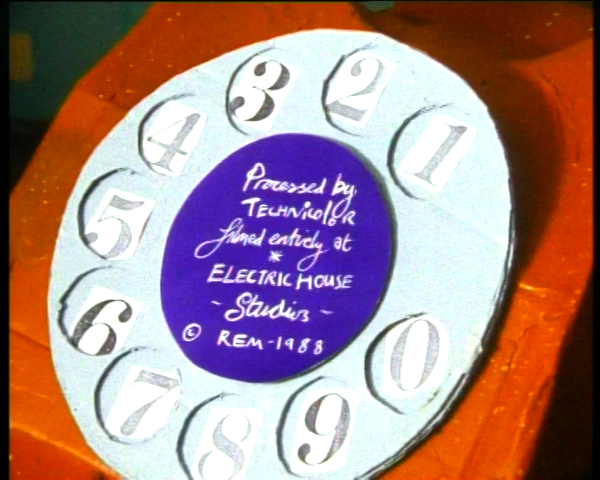 3 2
4 1
5
6
7
8
9
0
Processed by
TECHNICOLOR
filmed entirely at
*
ELECTRIC HOUSE
- Studios -
© REM-1988